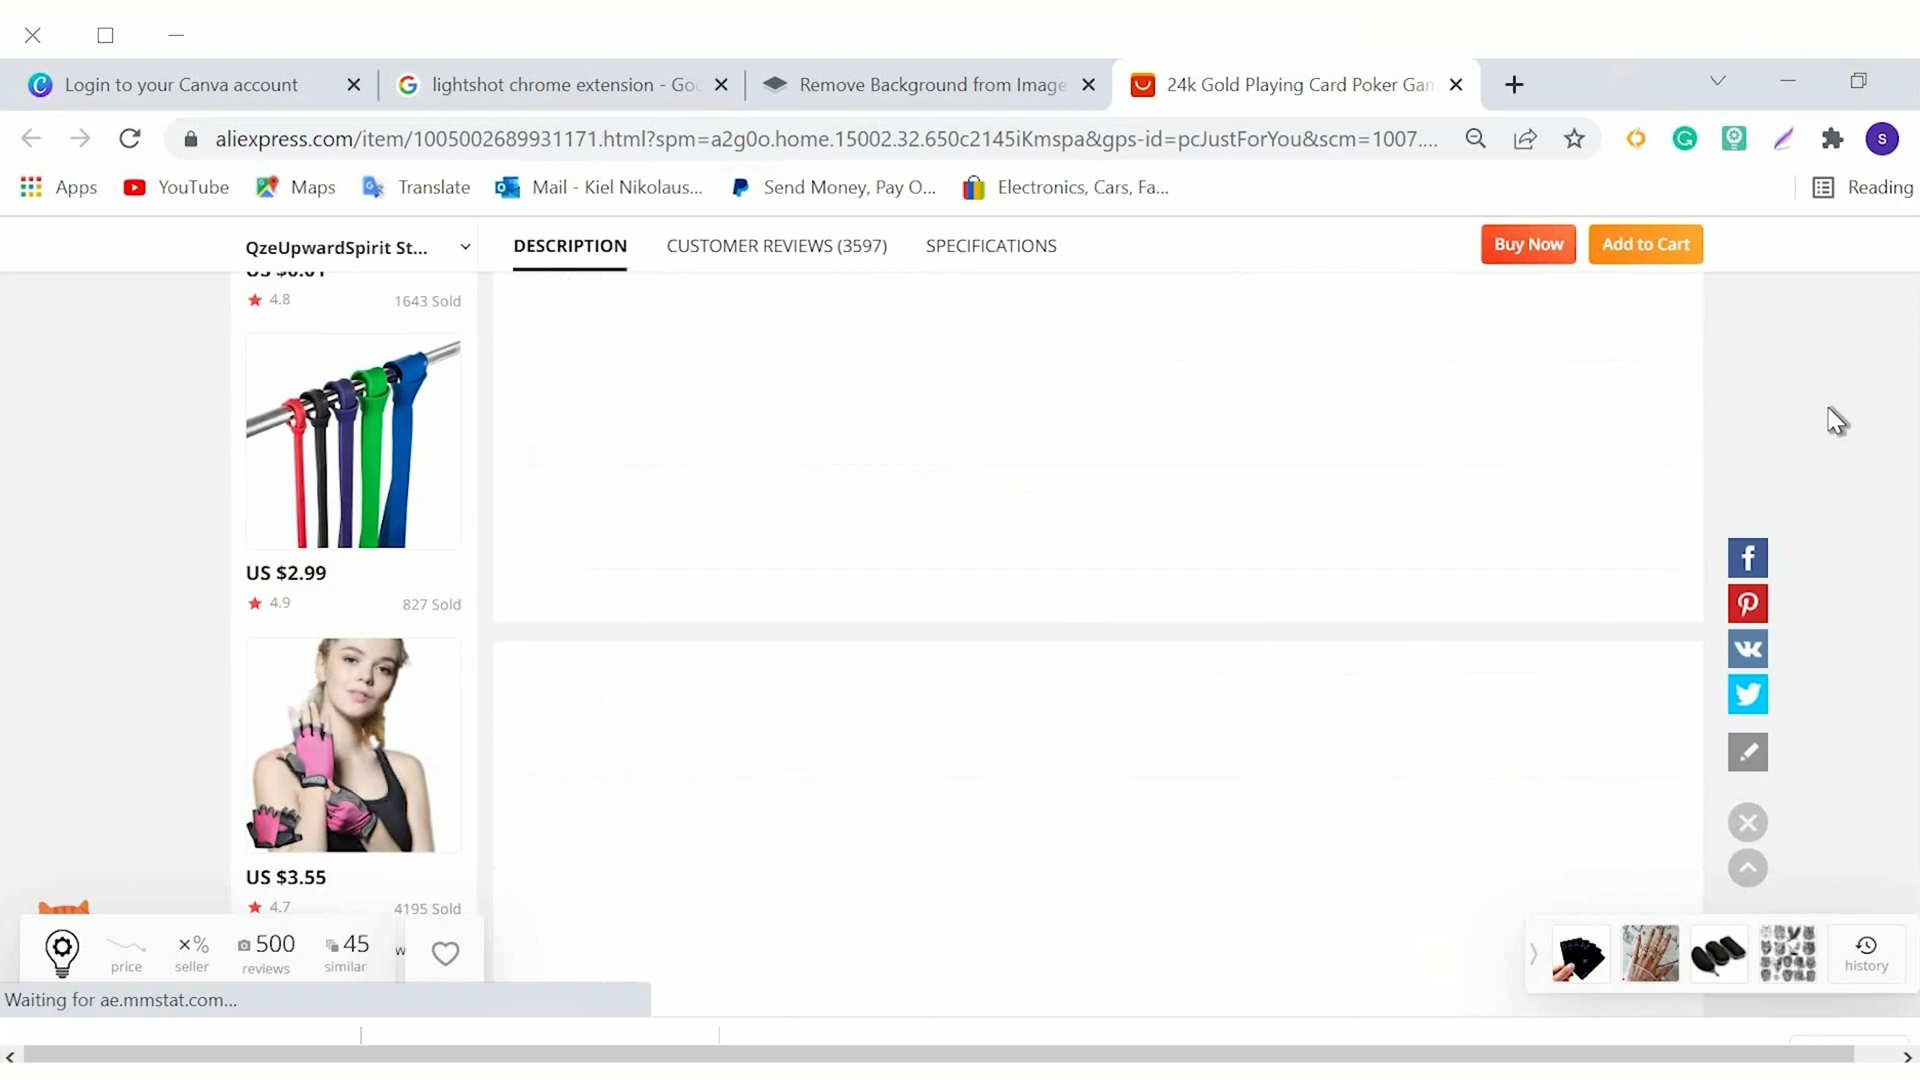 Login to your Canva account
lightshot chrome extension - Goo
Remove Background from Image
24k Gold Playing Card Poker Gam
aliexpress.com/item/1005002689931171.html?spm=a2g0o.home.15002.32.650c2145iKmspa&gps-id=pcJustForYou&scm=1007....
S
Apps
YouTube
Maps
Translate
Mail - Kiel Nikolaus...
Send Money, Pay O...
Electronics, Cars, Fa...
Reading
QzeUpwardSpirit St...
DESCRIPTION
CUSTOMER REVIEWS (3597)
SPECIFICATIONS
Buy Now
Add to Cart
4.8
1643 Sold
US $2.99
4.9
827 Sold
US $3.55
4.7
4195 Sold
price
×%
seller
500
reviews
45
similar
w
history
Waiting for ae.mmstat.com...